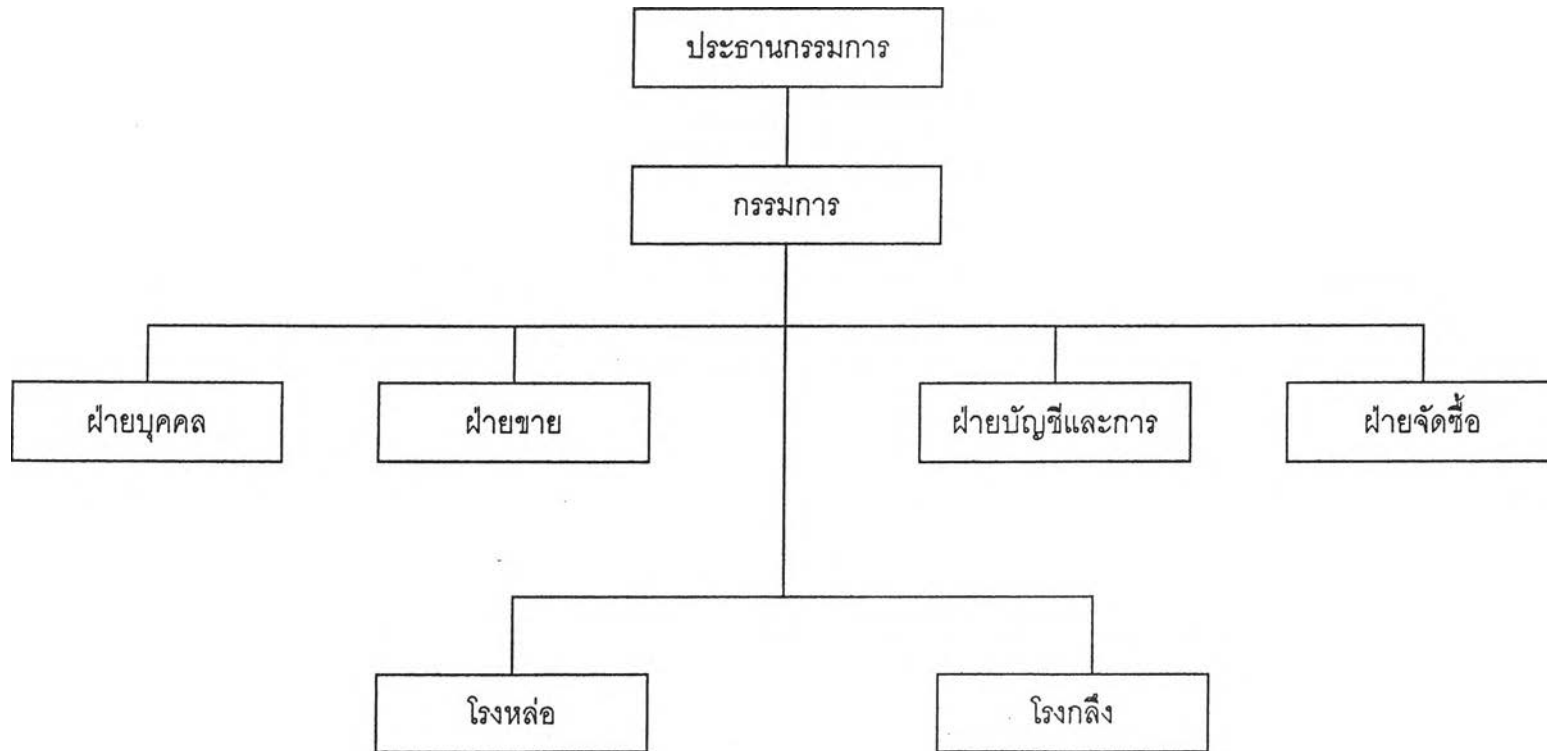 ประธานกรรมการ
กรรมการ
ฝ่ายบุคคล
ฝ่ายขาย
ฝ่ายบัญชีและการ
ฝ่ายจัดซื้อ
โรงหล่อ
โรงกลึง